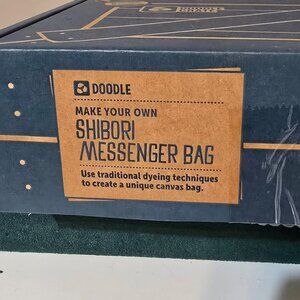 DOODLE
MAKE YOUR OWN
SHIBORI
MESSENGER BAG
Use traditional dyeing techniques
to create a unique canvas bag.